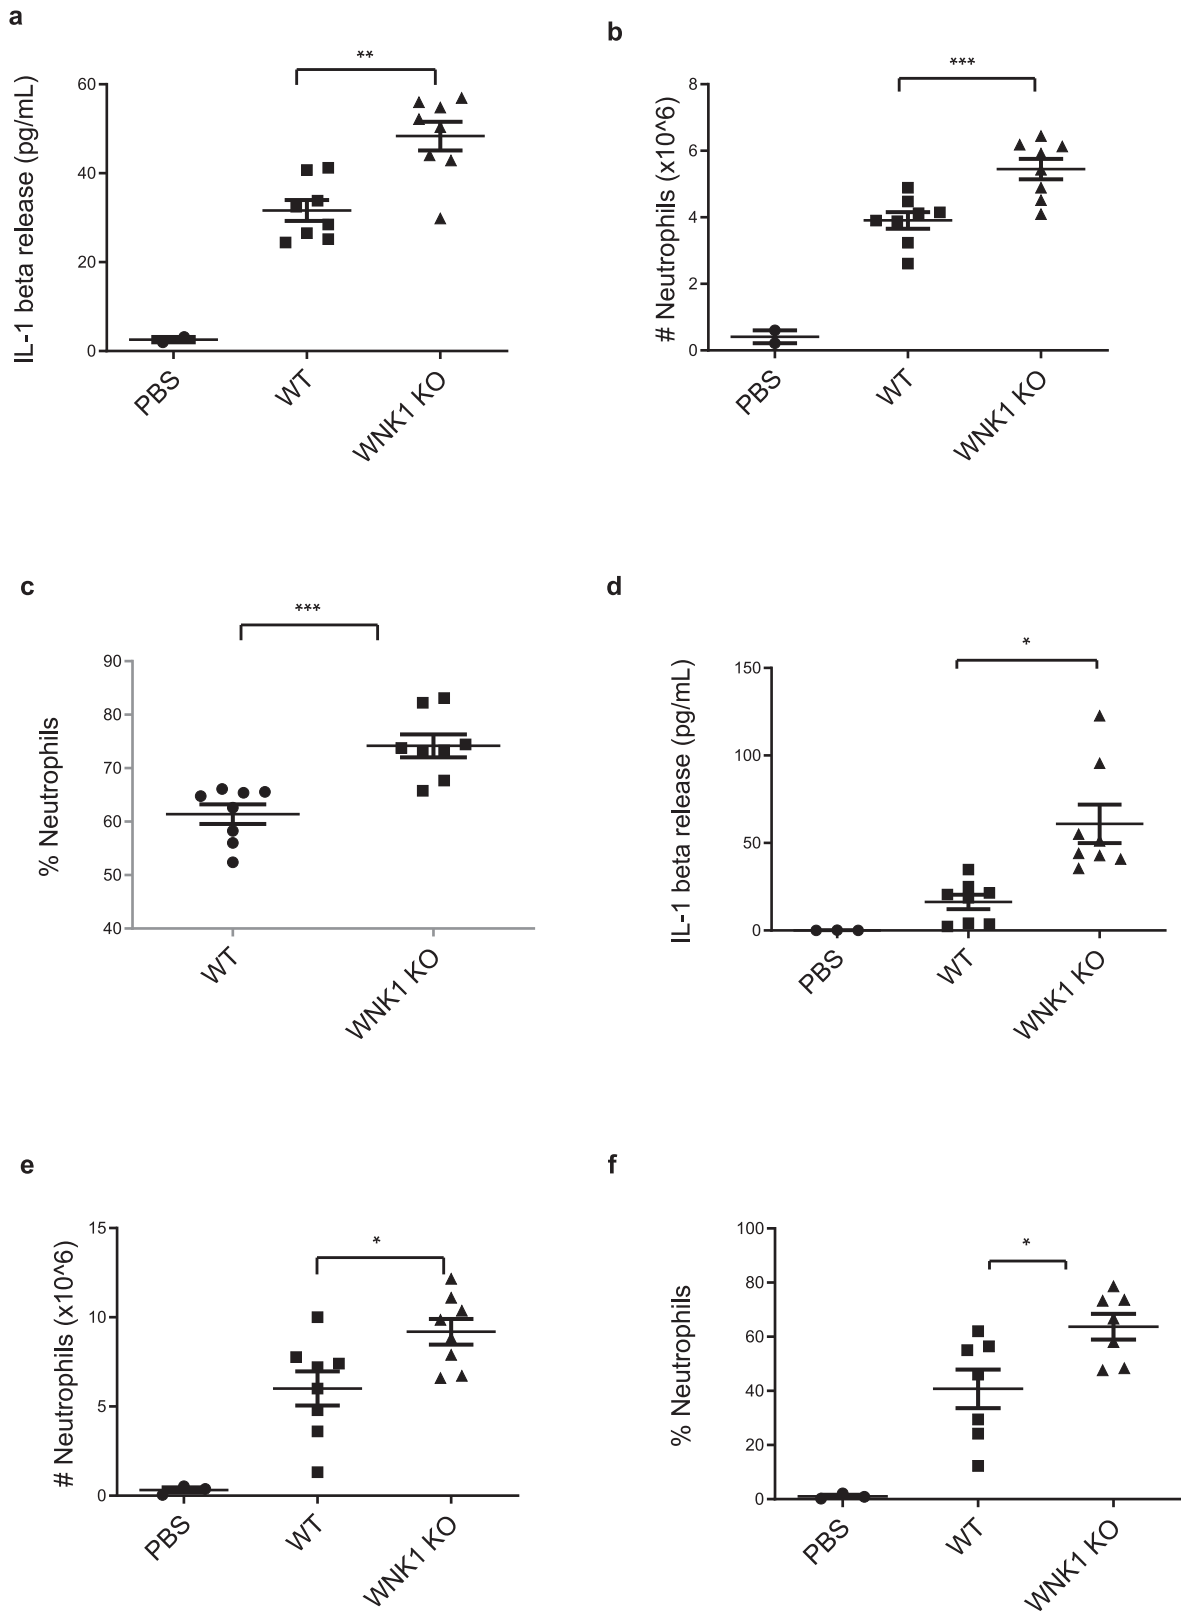 a
**
IL-1 beta release (pg/mL)
60
40
20
0
PBS
WT
WNK1 KO
b
***
# Neutrophils (x10^6)
8
6
4
2
0
PBS
WT
WNK1 KO
c
***
% Neutrophils
90
80
70
60
50
40
WT
WNK1 KO
d
*
IL-1 beta release (pg/mL)
150
100
50
0
PBS
WT
WNK1 KO
e
*
# Neutrophils (x10^6)
15
10
5
0
PBS
WT
WNK1 KO
f
*
% Neutrophils
100
80
60
40
20
0
PBS
WT
WNK1 KO